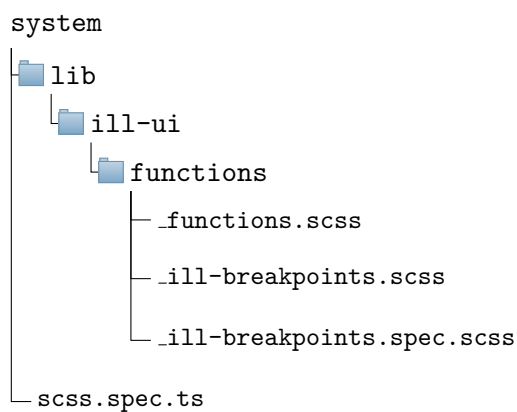 system
lib
ill-ui
functions
_functions.scss
_ill-breakpoints.scss
_ill-breakpoints.spec.scss
scss.spec.ts